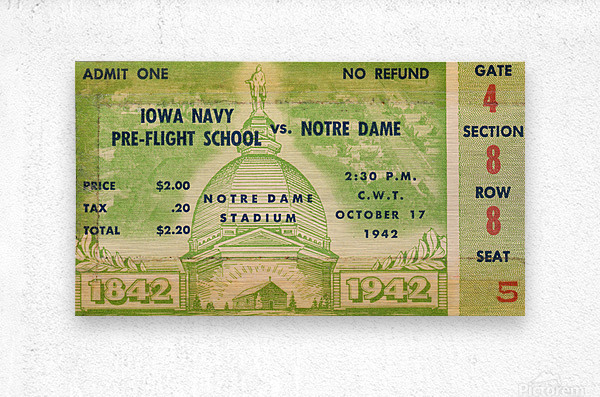 ADMIT ONE
NO REFUND
IOWA NAVY
PRE-FLIGHT SCHOOL
vs. NOTRE DAME
PRICE $2.00
TAX .20
TOTAL $2.20
NOTRE DAME
STADIUM
2:30 P.M.
C.W.T.
OCTOBER 17
1942
1842
1942
GATE
4
SECTION
8
ROW
8
SEAT
5
Pictorem